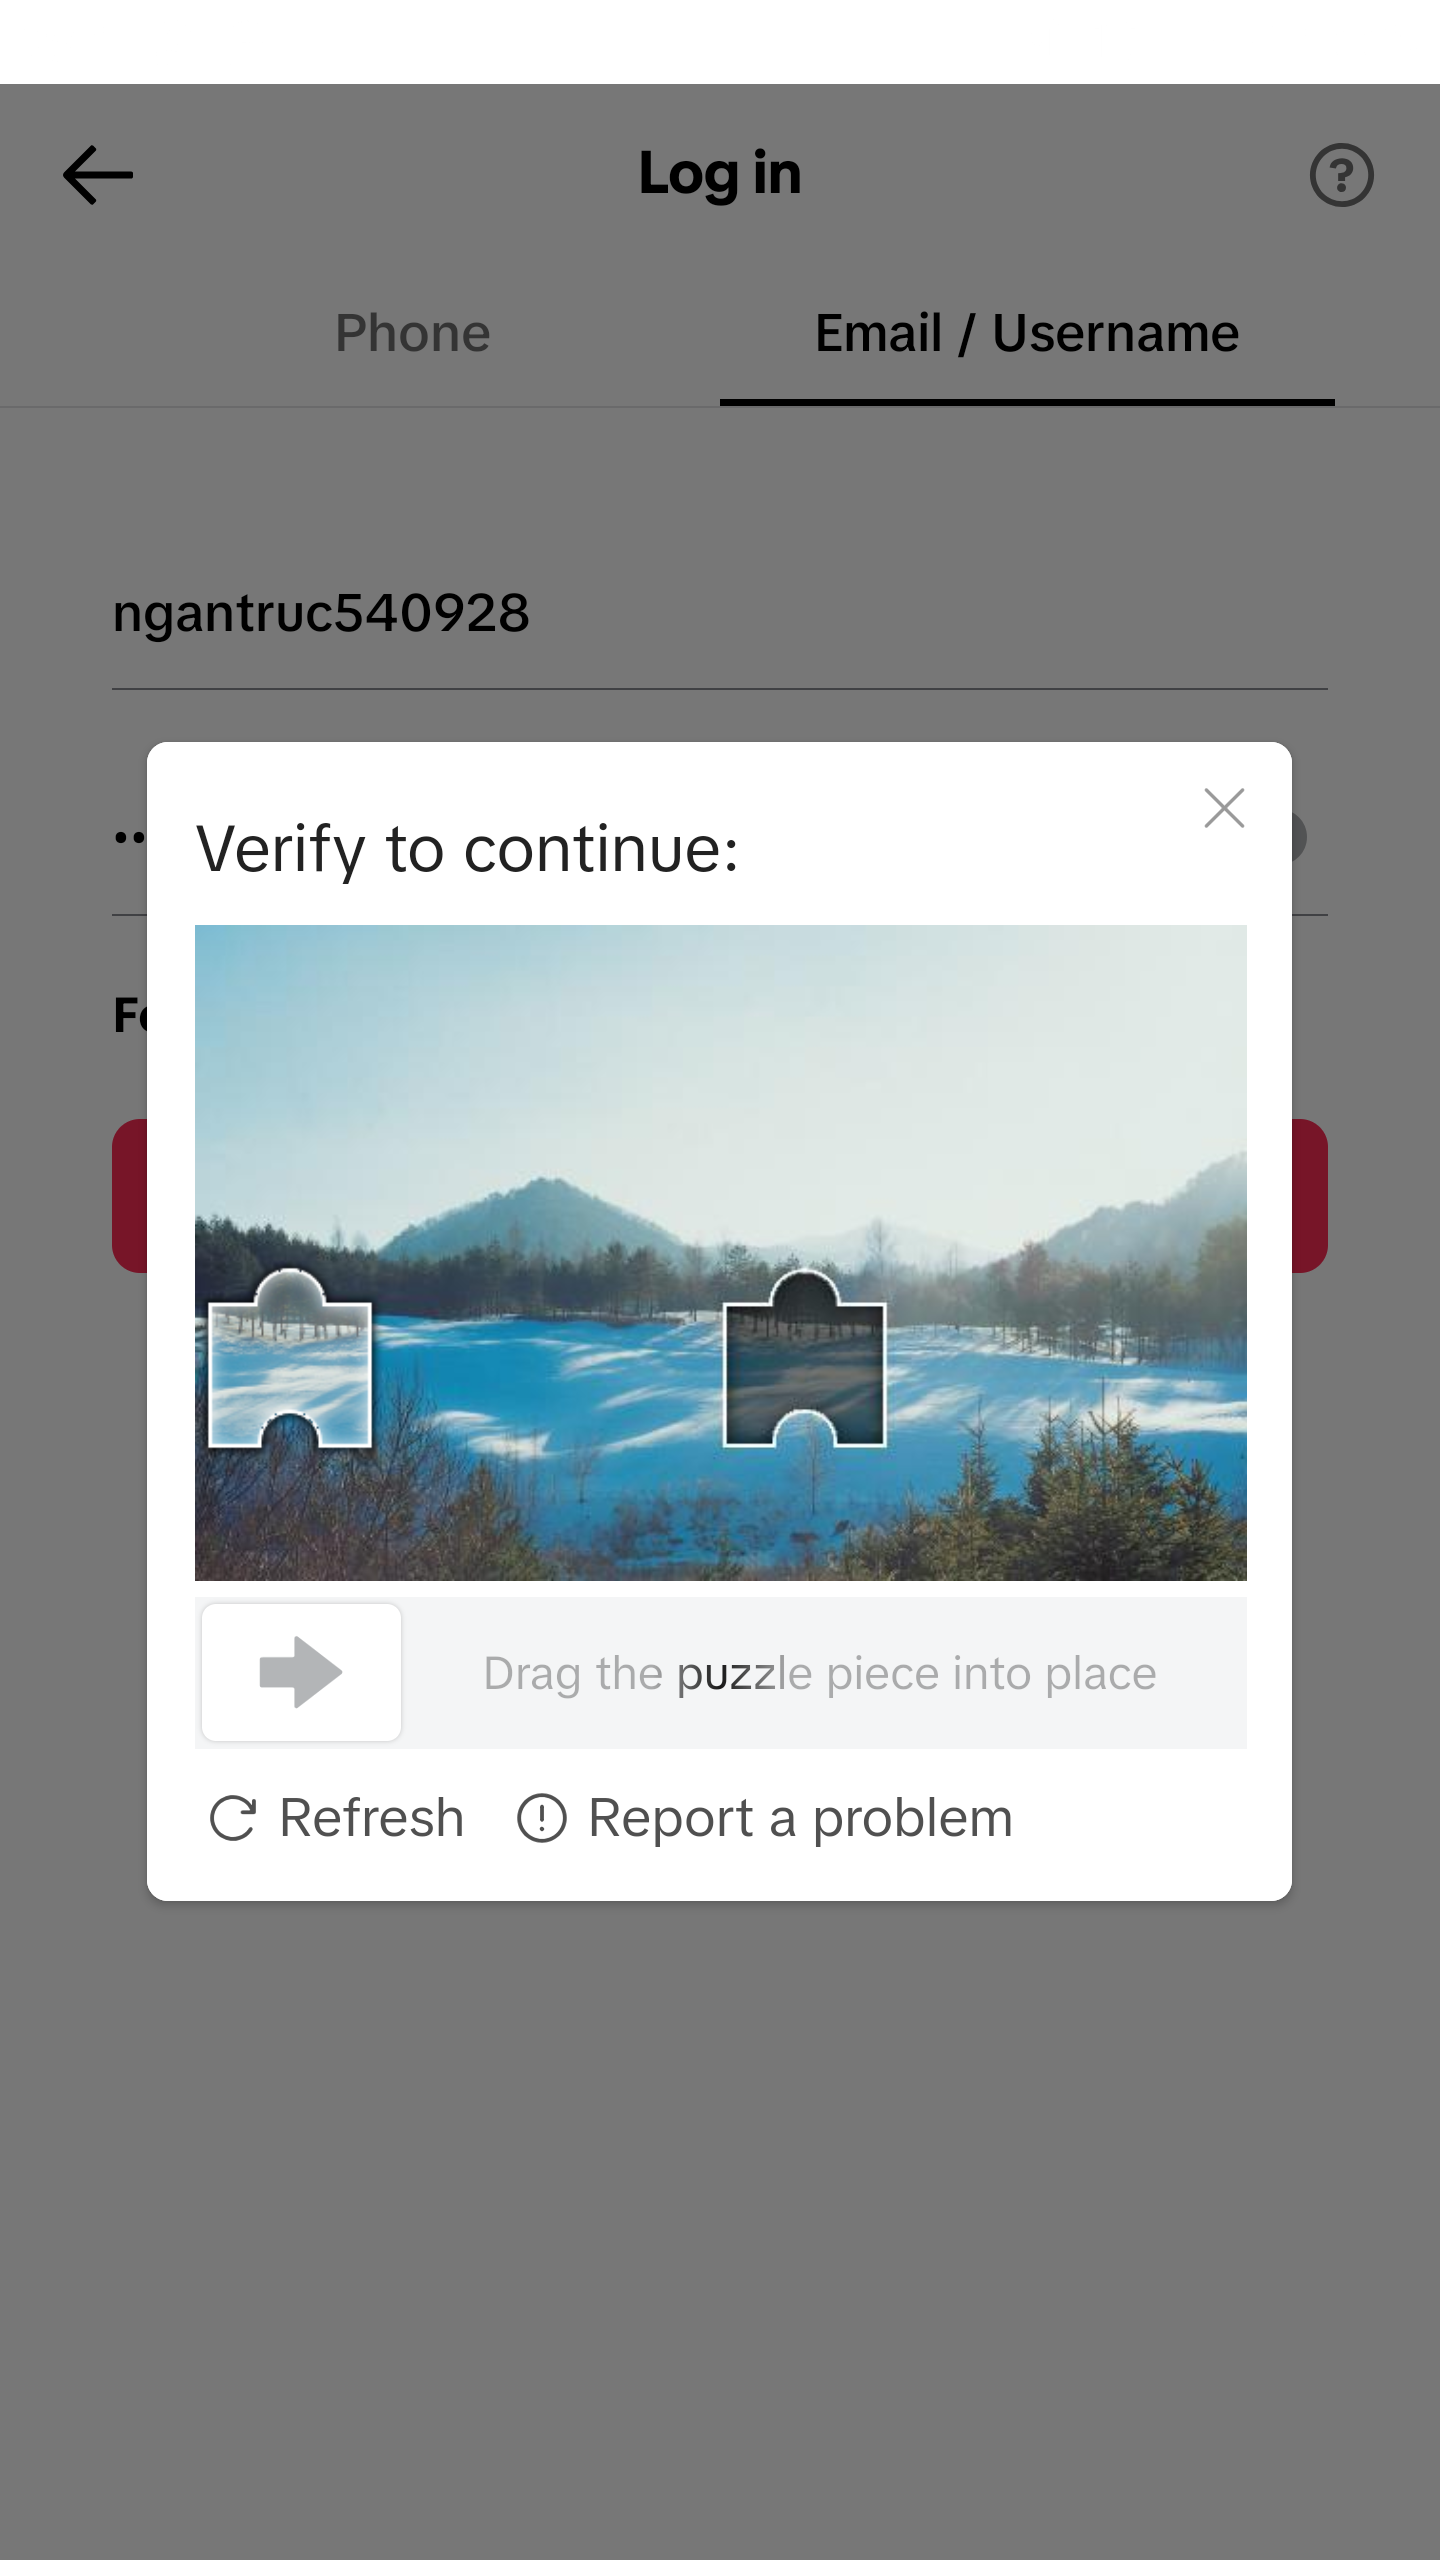 Log in
Phone
Email / Username
ngantruc540928
Verify to continue:
Drag the puzzle piece into place
Refresh
Report a problem